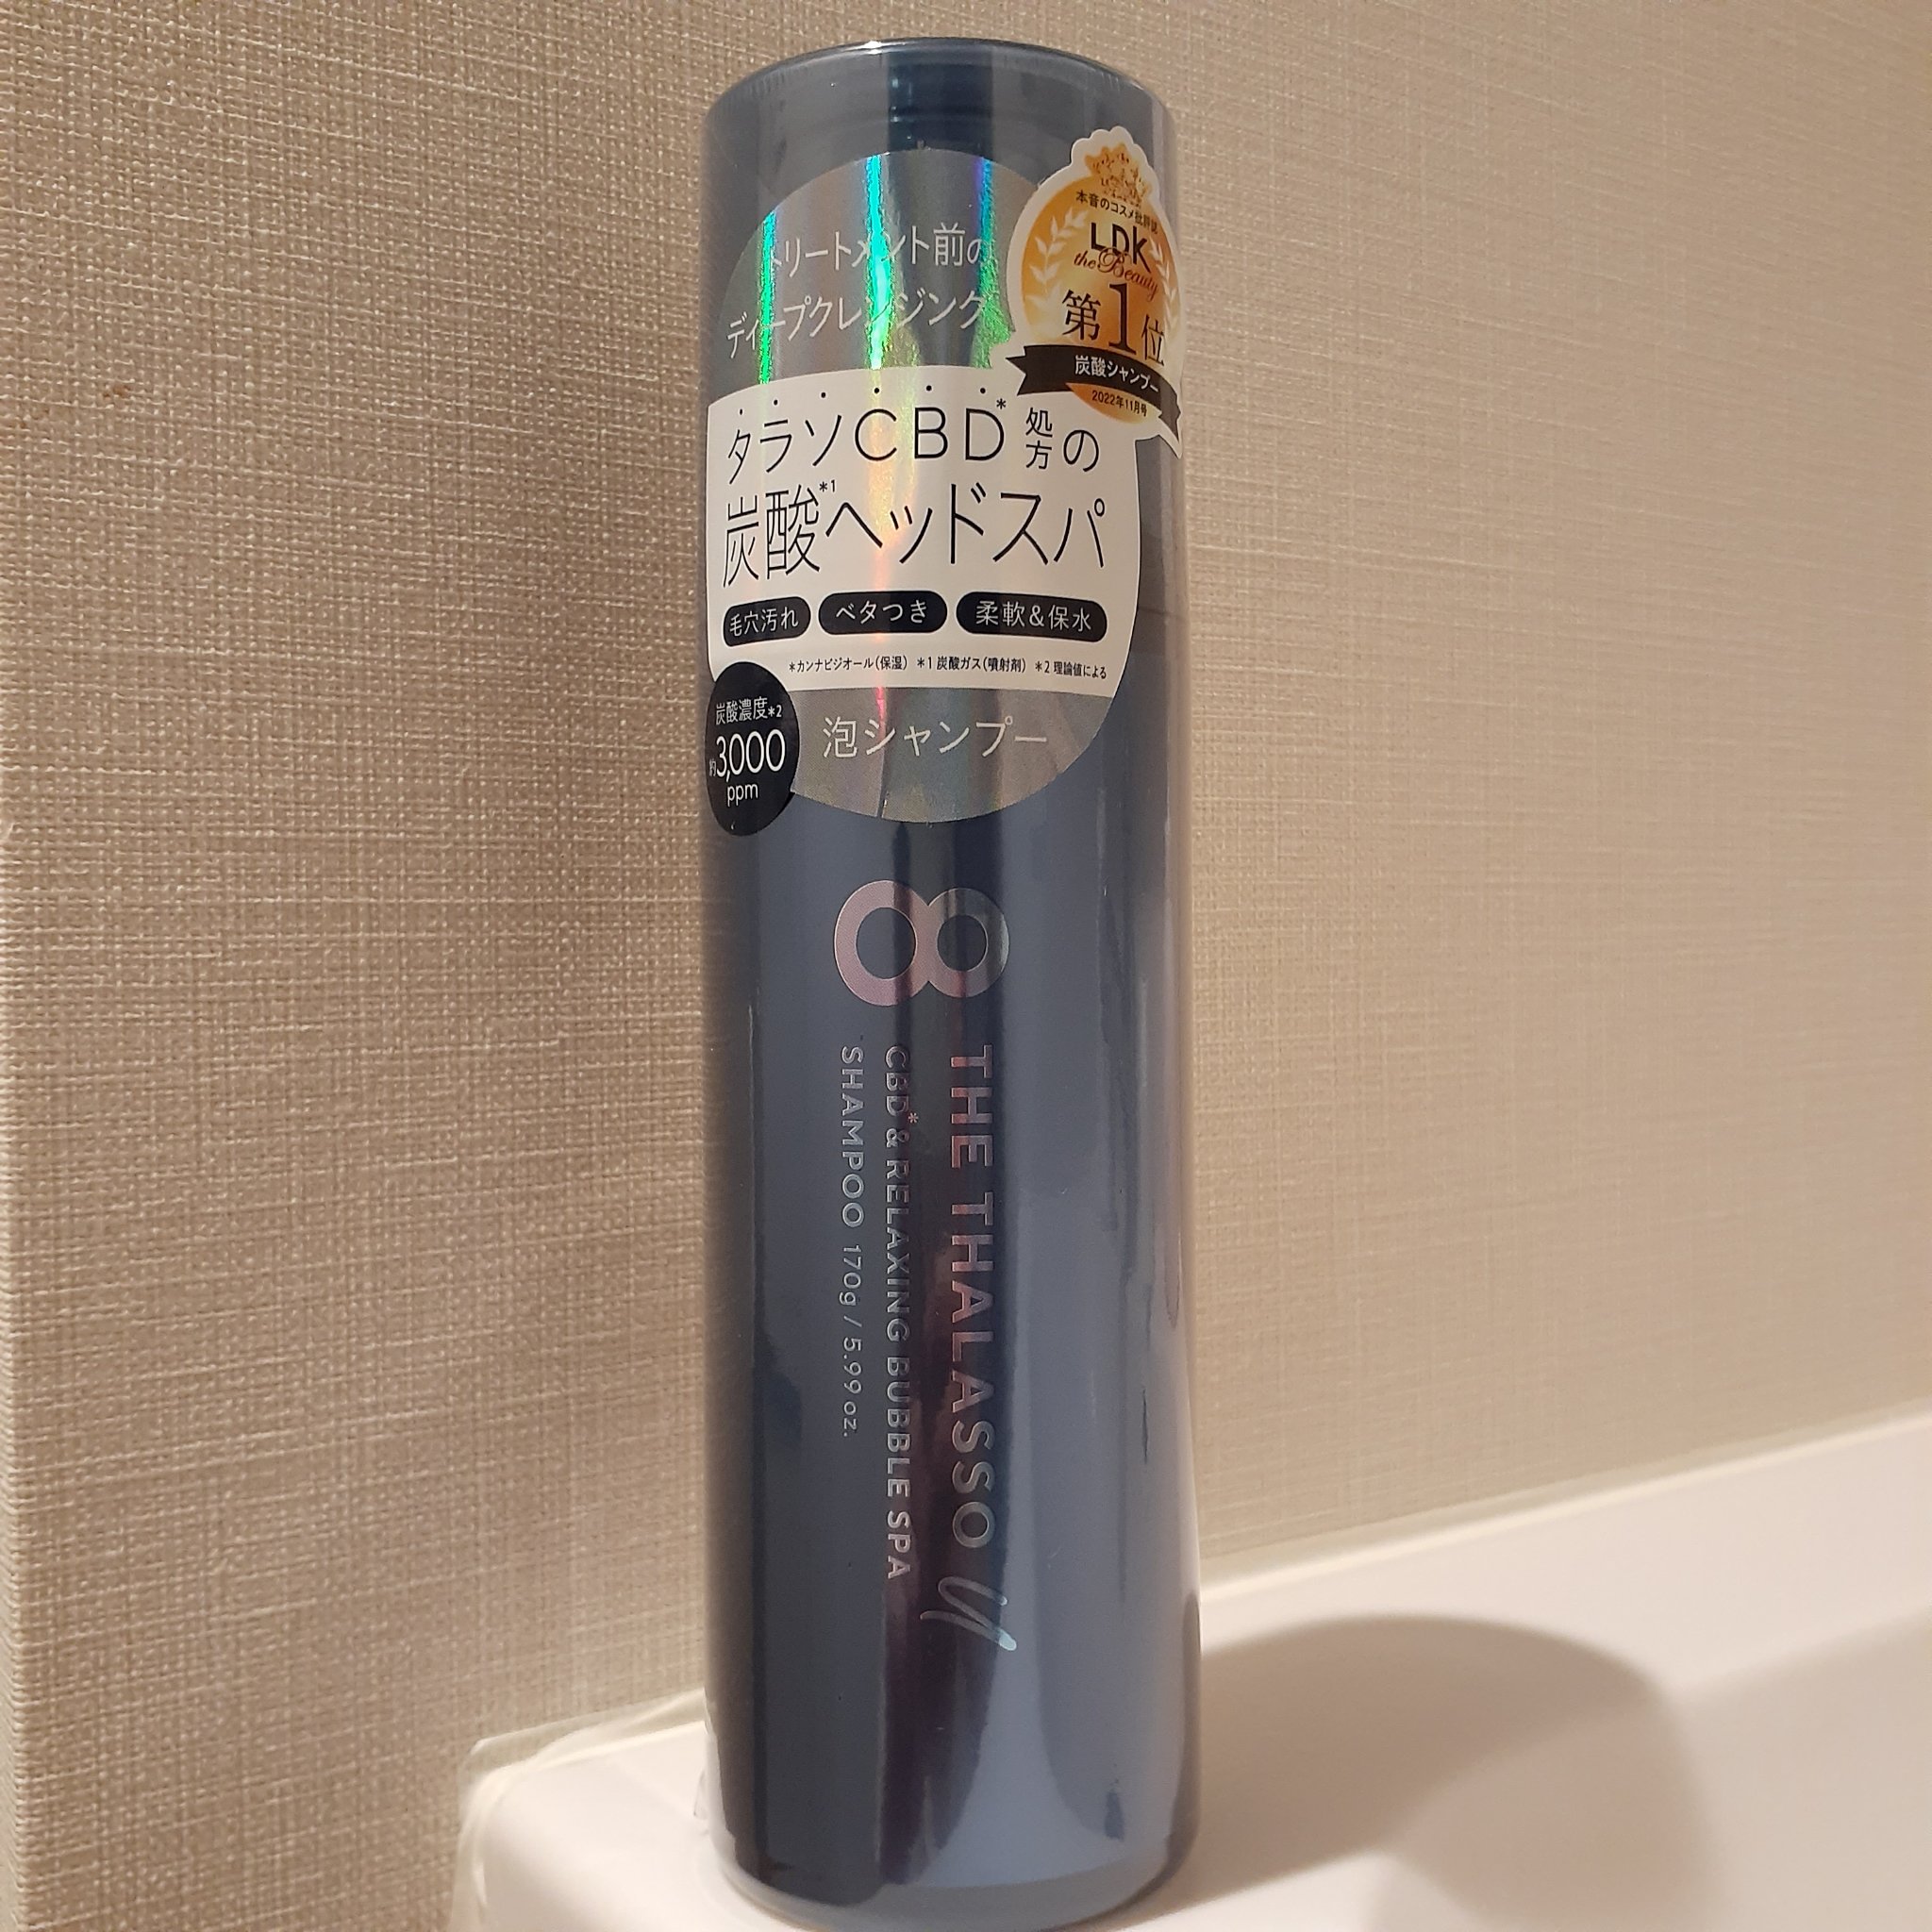 トリートメント前の
ディープクレンジング
本音のコスメ批評誌
LDK
the Beauty
第1位
炭酸シャンプー
2022年11月号
タラソCBD*処方の
炭酸*1ヘッドスパ
毛穴汚れ ベタつき 柔軟&保水
*カンナビジオール(保湿) *1 炭酸ガス(噴射剤) *2 理論値による
炭酸濃度*2
約3,000
ppm
泡シャンプー
8
THE THALASSO u
CBD*& RELAXING BUBBLE SPA
SHAMPOO 170g / 5.99 oz.